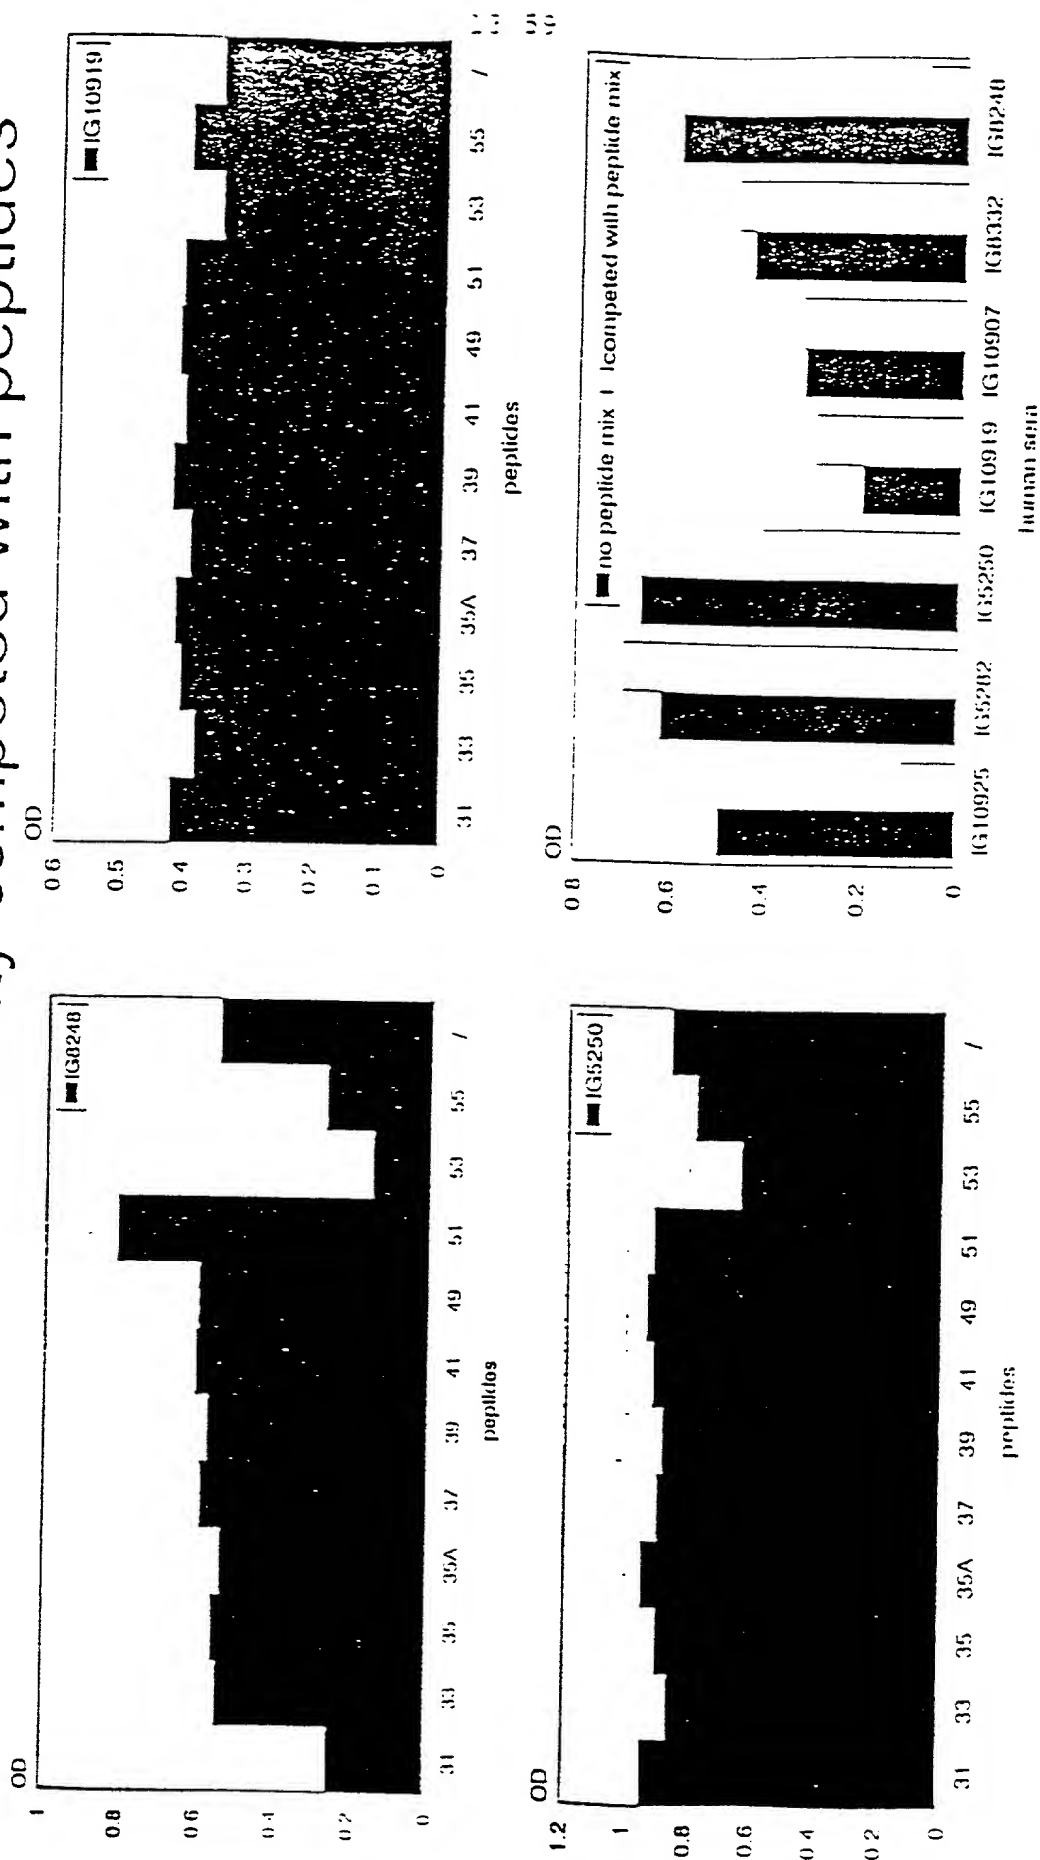 competed with peptides
OD
1
0.8
0.6
0.4
0.2
0
IG8248
31
33
35
35A
37
39
41
49
51
53
55
/
peptides
OD
0.6
0.5
0.4
0.3
0.2
0.1
0
IG10919
31
33
35
35A
37
39
41
49
51
53
55
/
peptides
OD
1.2
1
0.8
0.6
0.4
0.2
0
IG5250
31
33
35
35A
37
39
41
49
51
53
55
/
peptides
OD
0.8
0.6
0.4
0.2
0
no peptide mix competed with peptide mix
IG10925
IG5282
IG5250
IG10919
IG10907
IG8332
IG8248
human sera